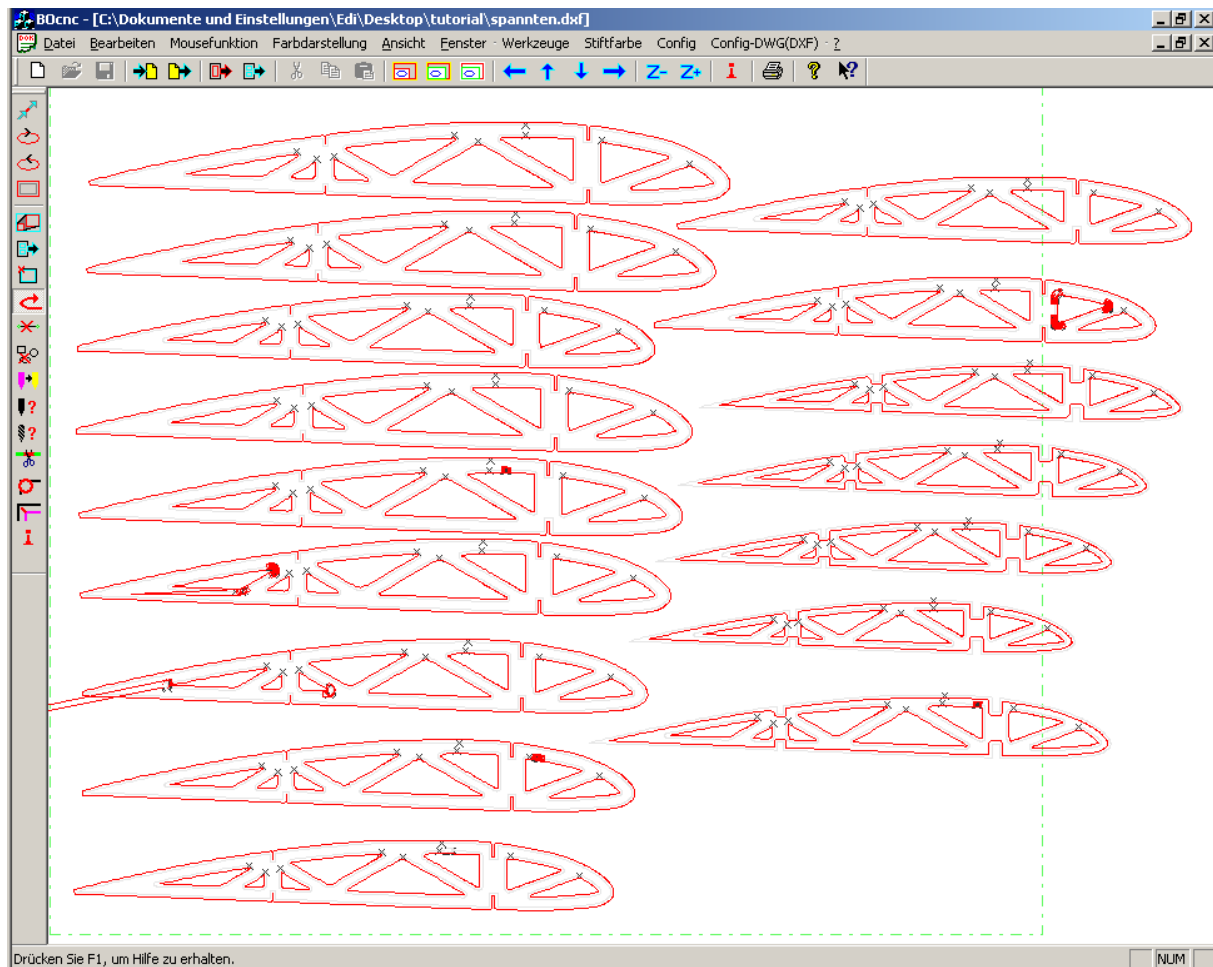 BOcnc - [C:\Dokumente und Einstellungen\Edi\Desktop\tutorial\spannten.dxf]
Datei Bearbeiten Mousefunktion Farbdarstellung Ansicht Fenster - Werkzeuge Stiftfarbe Config Config-DWG(DXF) - ?
Z- Z+
Drücken Sie F1, um Hilfe zu erhalten.
NUM